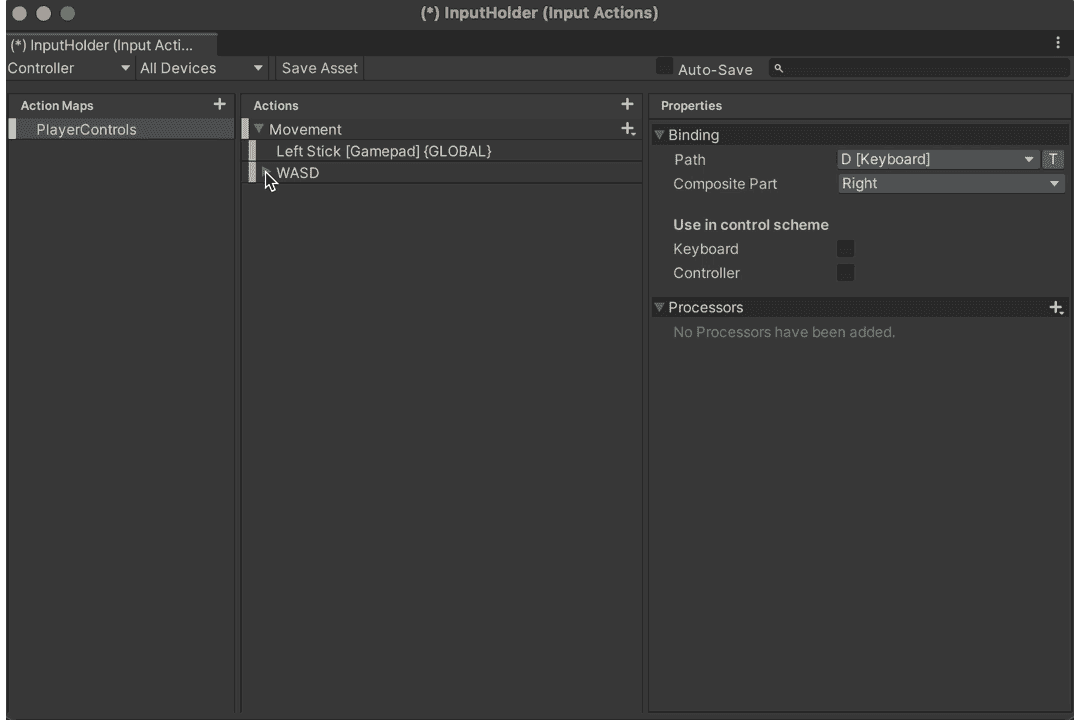 (*) InputHolder (Input Actions)
(*) InputHolder (Input Acti...
Controller
All Devices
Save Asset
Auto-Save
Action Maps
PlayerControls
Actions
Movement
Left Stick [Gamepad] {GLOBAL}
WASD
Properties
Binding
Path D [Keyboard] T
Composite Part Right
Use in control scheme
Keyboard
Controller
Processors
No Processors have been added.